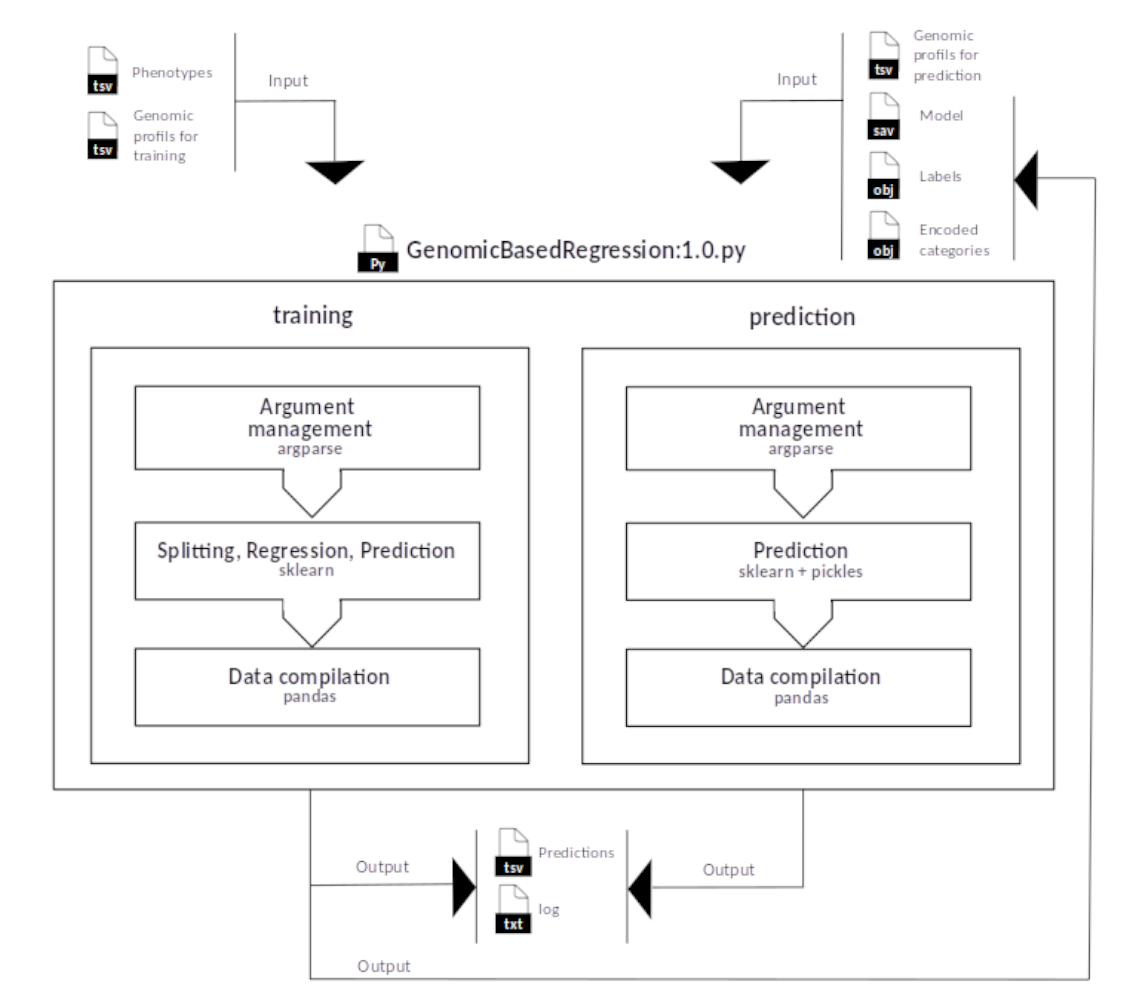 tsv
Phenotypes
tsv
Genomic
profils for
training
Input
Input
tsv
Genomic
profils for
prediction
sav
Model
obj
Labels
obj
Encoded
categories
Py
GenomicBasedRegression:1.0.py
training
Argument
management
argparse
Splitting, Regression, Prediction
sklearn
Data compilation
pandas
prediction
Argument
management
argparse
Prediction
sklearn + pickles
Data compilation
pandas
Output
tsv
Predictions
txt
log
Output
Output